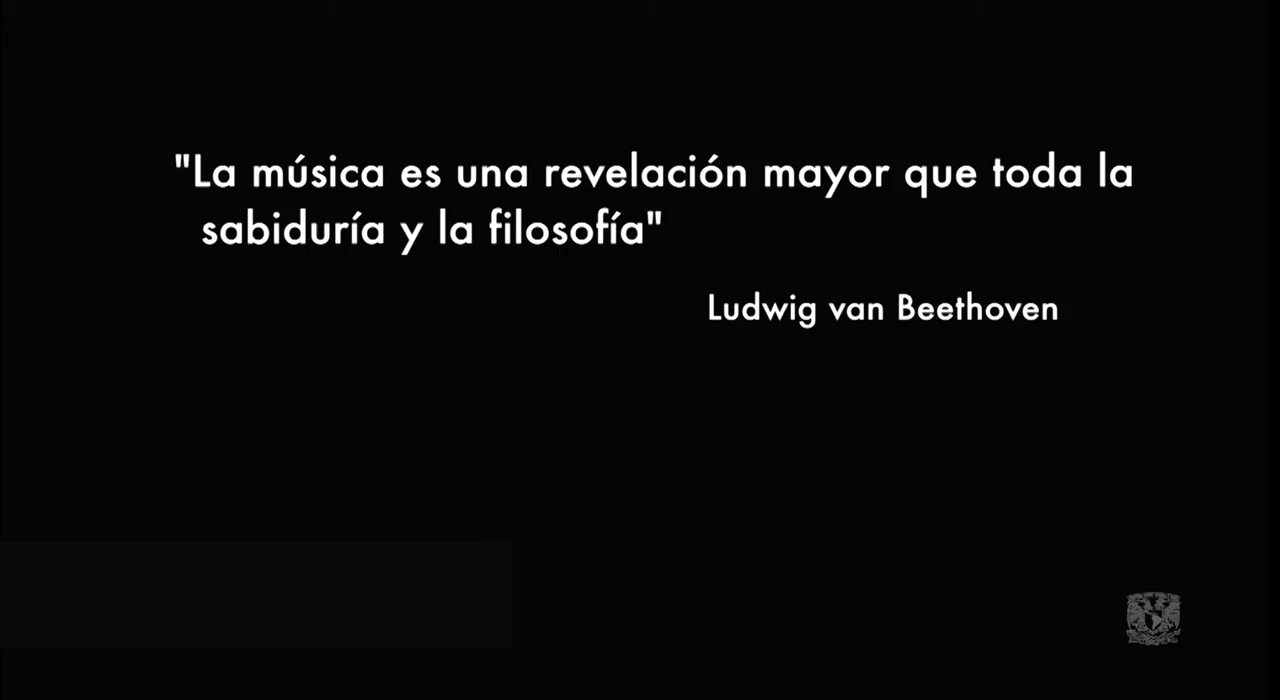 "La música es una revelación mayor que toda la
sabiduría y la filosofía"
Ludwig van Beethoven